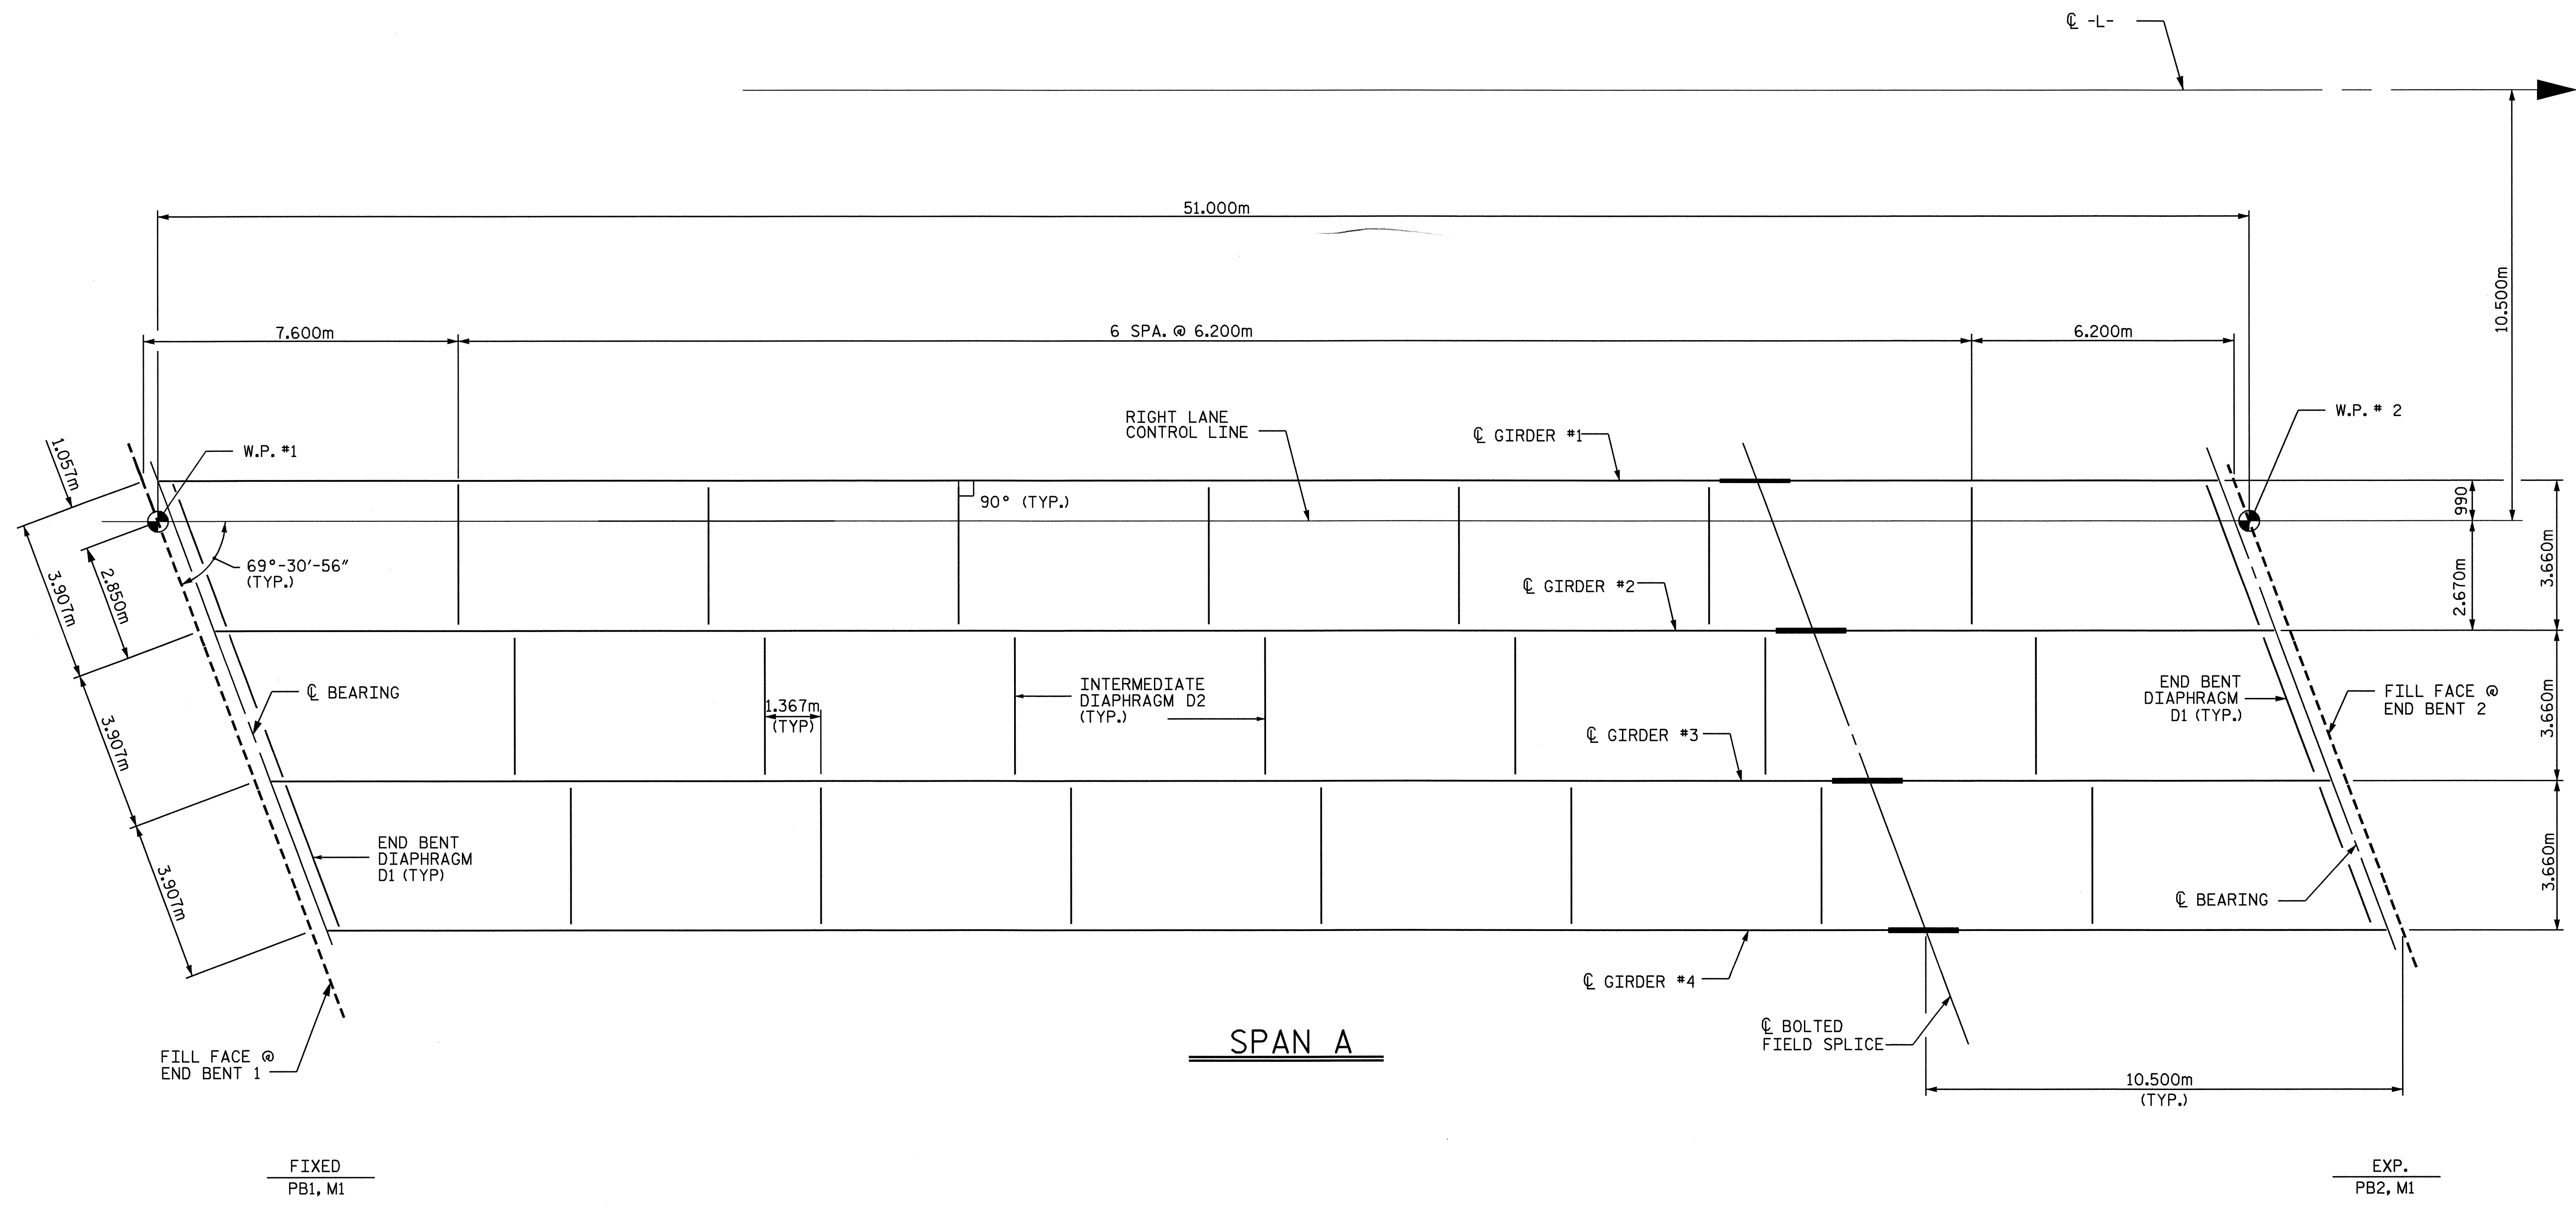 ℄ -L-
51.000m
10.500m
7.600m
6 SPA. @ 6.200m
6.200m
RIGHT LANE
CONTROL LINE
℄ GIRDER #1
W.P. # 2
W.P. #1
1.057m
90° (TYP.)
990
69°-30'-56"
(TYP.)
2.850m
3.907m
℄ GIRDER #2
2.670m
3.660m
℄ BEARING
1.367m
(TYP)
INTERMEDIATE
DIAPHRAGM D2
(TYP.)
END BENT
DIAPHRAGM
D1 (TYP.)
FILL FACE @
END BENT 2
3.907m
℄ GIRDER #3
3.660m
END BENT
DIAPHRAGM
D1 (TYP)
3.907m
℄ BEARING
3.660m
℄ GIRDER #4
FILL FACE @
END BENT 1
SPAN A
℄ BOLTED
FIELD SPLICE
10.500m
(TYP.)
FIXED
PB1, M1
EXP.
PB2, M1